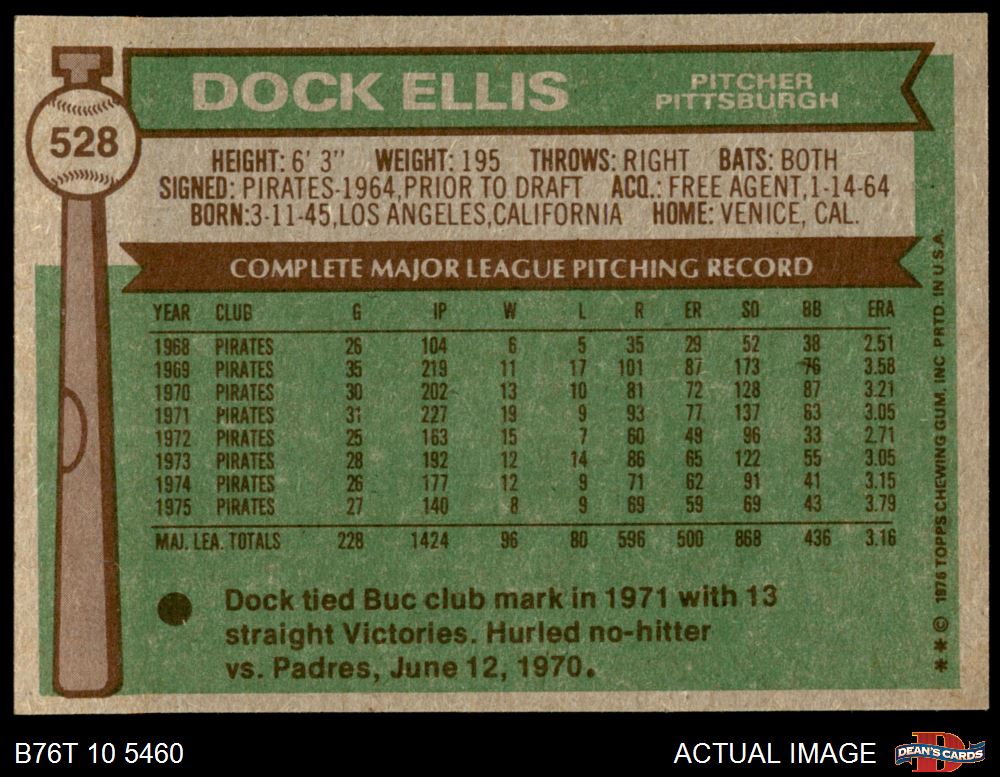 528
DOCK ELLIS
PITCHER
PITTSBURGH
HEIGHT: 6' 3" WEIGHT: 195 THROWS: RIGHT BATS: BOTH
SIGNED: PIRATES-1964, PRIOR TO DRAFT ACQ.: FREE AGENT, 1-14-64
BORN: 3-11-45, LOS ANGELES, CALIFORNIA HOME: VENICE, CAL.
COMPLETE MAJOR LEAGUE PITCHING RECORD
YEAR CLUB G IP W L R ER SO BB ERA
1968 PIRATES 26 104 6 5 35 29 52 38 2.51
1969 PIRATES 35 219 11 17 101 87 173 76 3.58
1970 PIRATES 30 202 13 10 81 72 128 87 3.21
1971 PIRATES 31 227 19 9 93 77 137 63 3.05
1972 PIRATES 25 163 15 7 60 49 96 33 2.71
1973 PIRATES 28 192 12 14 86 65 122 55 3.05
1974 PIRATES 26 177 12 9 71 62 91 41 3.15
1975 PIRATES 27 140 8 9 69 59 69 43 3.79
MAJ. LEA. TOTALS 228 1424 96 80 596 500 868 436 3.16
Dock tied Buc club mark in 1971 with 13
straight Victories. Hurled no-hitter
vs. Padres, June 12, 1970.
** © 1976 TOPPS CHEWING GUM, INC PRTD. IN U.S.A.
B76T 10 5460
ACTUAL IMAGE
DEAN'S CARDS